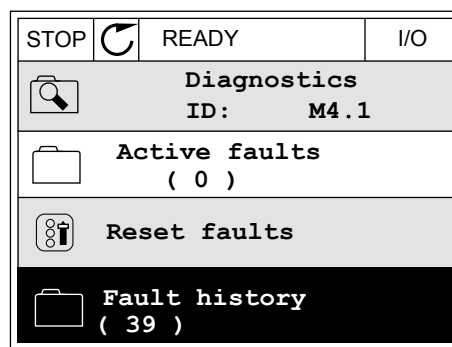 STOP READY I/O
Diagnostics
ID: M4.1
Active faults
( 0 )
Reset faults
Fault history
( 39 )